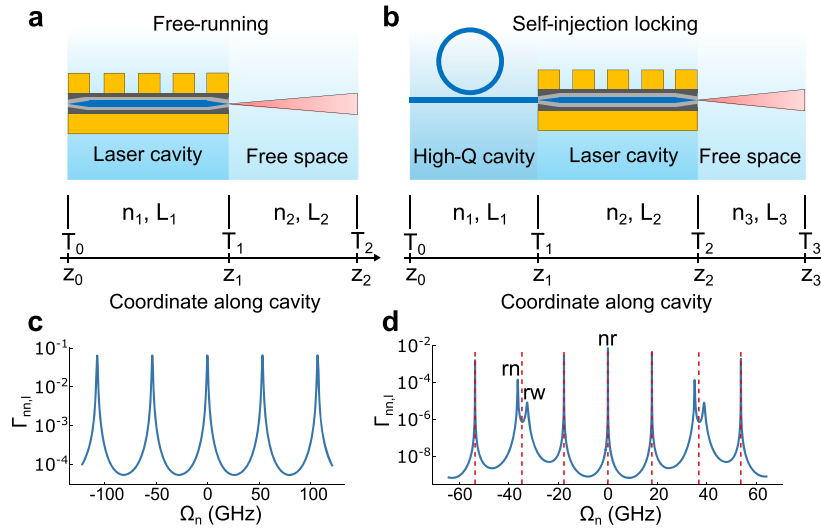 a
Free-running
Laser cavity
Free space
n1, L1
n2, L2
T0
T1
T2
z0
z1
z2
Coordinate along cavity
b
Self-injection locking
High-Q cavity
Laser cavity
Free space
n1, L1
n2, L2
n3, L3
T0
T1
T2
T3
z0
z1
z2
z3
Coordinate along cavity
c
Γnn,l
10-1
10-2
10-3
10-4
-100
-50
0
50
100
Ωn (GHz)
d
nr
rn
rw
Γnn,l
10-2
10-4
10-6
10-8
-60
-40
-20
0
20
40
60
Ωn (GHz)